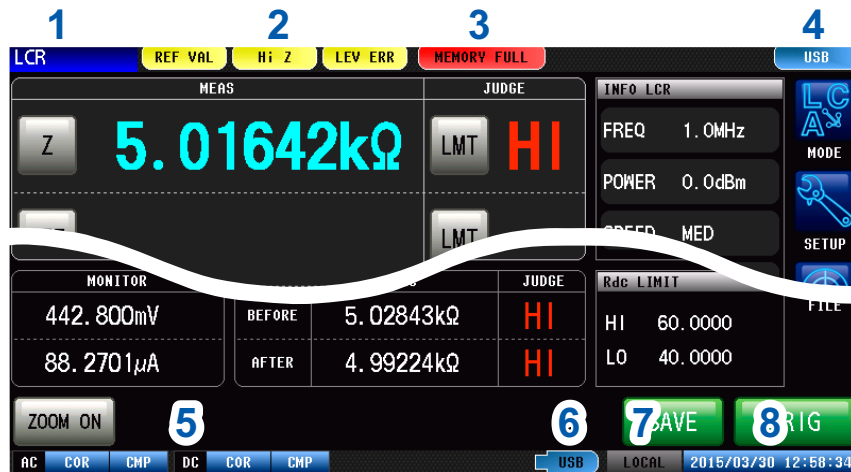 1 2 3 4
LCR REF VAL Hi Z LEV ERR MEMORY FULL USB
MEAS JUDGE INFO LCR
Z 5.01642kΩ LMT HI FREQ 1.0MHz
MODE
POWER 0.0dBm
LMT SPEED MED SETUP
MONITOR JUDGE Rdc LIMIT
FILE
442.800mV BEFORE 5.02843kΩ HI HI 60.0000
88.2701μA AFTER 4.99224kΩ HI LO 40.0000
ZOOM ON 5 6 7 SAVE 8 TRIG
AC COR CMP DC COR CMP USB LOCAL 2015/03/30 12:58:34